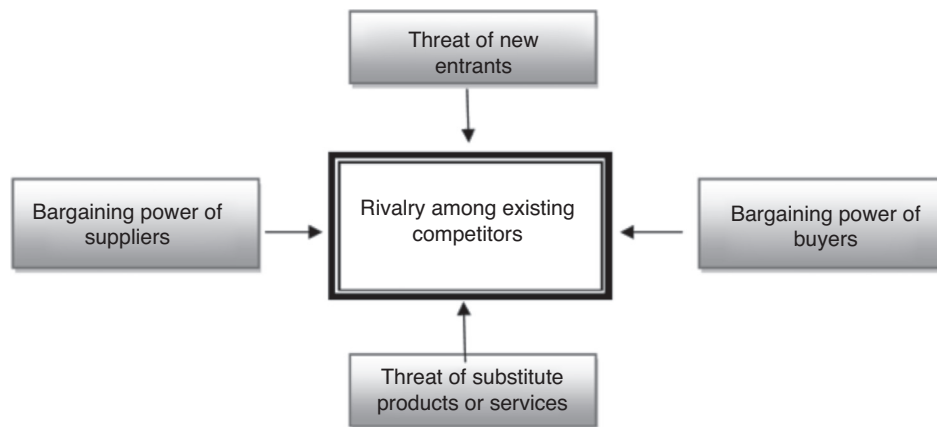 Threat of new
entrants
Bargaining power of
suppliers
Rivalry among existing
competitors
Bargaining power of
buyers
Threat of substitute
products or services